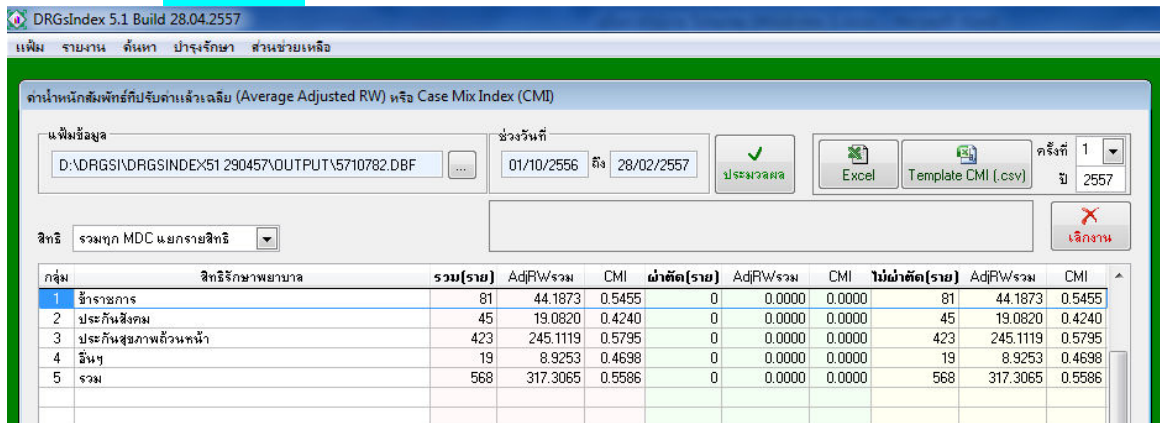 DRGsIndex 5.1 Build 28.04.2557
แฟ้ม รายงาน ค้นหา บำรุงรักษา ส่วนช่วยเหลือ
ค่าน้ำหนักสัมพัทธ์ที่ปรับค่าแล้วเฉลี่ย (Average Adjusted RW) หรือ Case Mix Index (CMI)
แฟ้มข้อมูล ช่วงวันที่
D:\DRGSI\DRGSINDEX51 290457\OUTPUT\5710782.DBF ... 01/10/2556 ถึง 28/02/2557 ประมวลผล Excel Template CMI (.csv) ครั้งที่ 1
ปี 2557
สิทธิ รวมทุก MDC แยกรายสิทธิ เลิกงาน
กลุ่ม สิทธิรักษาพยาบาล รวม(ราย) AdjRWรวม CMI ผ่าตัด(ราย) AdjRWรวม CMI ไม่ผ่าตัด(ราย) AdjRWรวม CMI
1 ข้าราชการ 81 44.1873 0.5455 0 0.0000 0.0000 81 44.1873 0.5455
2 ประกันสังคม 45 19.0820 0.4240 0 0.0000 0.0000 45 19.0820 0.4240
3 ประกันสุขภาพถ้วนหน้า 423 245.1119 0.5795 0 0.0000 0.0000 423 245.1119 0.5795
4 อื่นๆ 19 8.9253 0.4698 0 0.0000 0.0000 19 8.9253 0.4698
5 รวม 568 317.3065 0.5586 0 0.0000 0.0000 568 317.3065 0.5586